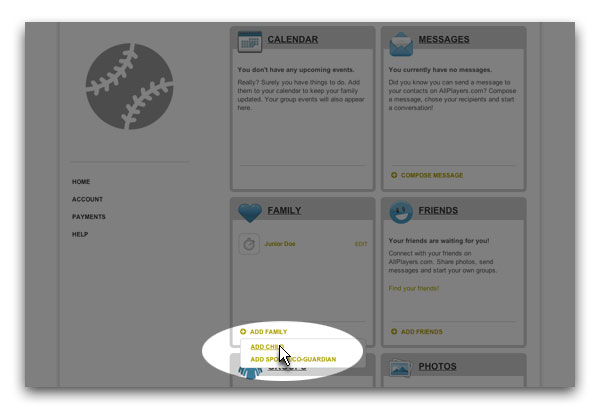 CALENDAR
You don't have any upcoming events.
Really? Surely you have things to do. Add
them to your calendar to keep your family
updated. Your group events will also appear
here.
MESSAGES
You currently have no messages.
Did you know you can send a message to
your contacts on AllPlayers.com? Compose
a message, chose your recipients and start
a conversation!
COMPOSE MESSAGE
HOME
ACCOUNT
PAYMENTS
HELP
FAMILY
Junior Doe
EDIT
ADD FAMILY
ADD CHILD
CO-GUARDIAN
FRIENDS
Your friends are waiting for you!
Connect with your friends on
AllPlayers.com. Share photos, send
messages and start your own groups.
Find your friends!
ADD FRIENDS
GROUPS
PHOTOS